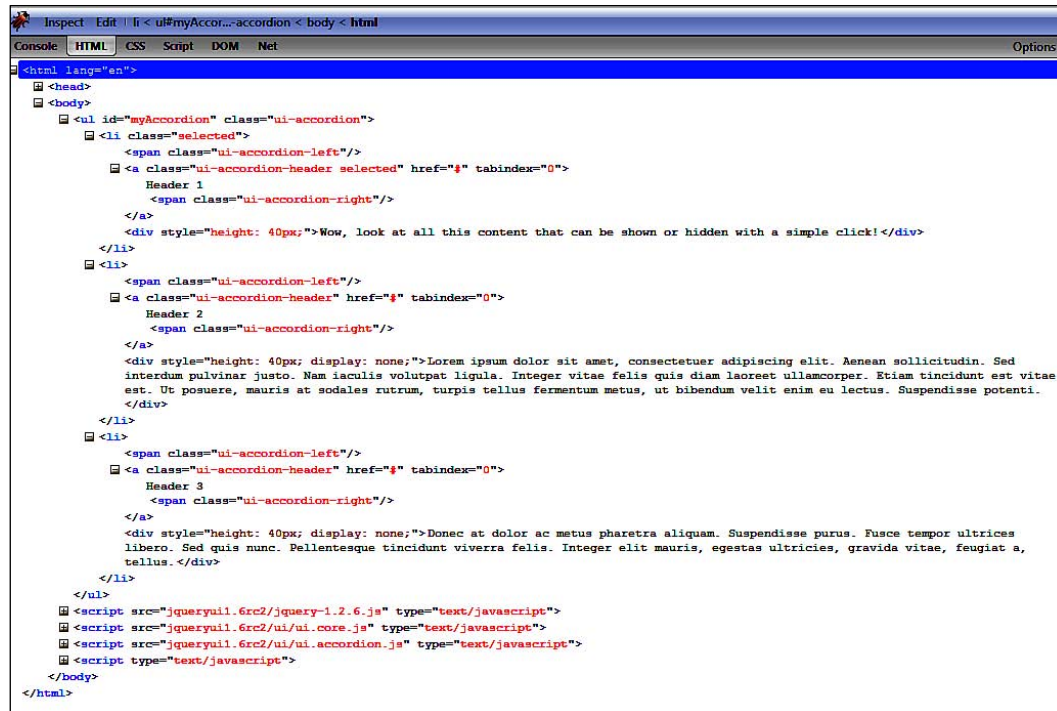 Inspect Edit | li < ul#myAccor...-accordion < body < html
Console HTML CSS Script DOM Net Options
<html lang="en">
<head>
<body>
<ul id="myAccordion" class="ui-accordion">
<li class="selected">
<span class="ui-accordion-left"/>
<a class="ui-accordion-header selected" href="#" tabindex="0">
Header 1
<span class="ui-accordion-right"/>
</a>
<div style="height: 40px;">Wow, look at all this content that can be shown or hidden with a simple click!</div>
</li>
<li>
<span class="ui-accordion-left"/>
<a class="ui-accordion-header" href="#" tabindex="0">
Header 2
<span class="ui-accordion-right"/>
</a>
<div style="height: 40px; display: none;">Lorem ipsum dolor sit amet, consectetuer adipiscing elit. Aenean sollicitudin. Sed
interdum pulvinar justo. Nam iaculis volutpat ligula. Integer vitae felis quis diam laoreet ullamcorper. Etiam tincidunt est vitae
est. Ut posuere, mauris at sodales rutrum, turpis tellus fermentum metus, ut bibendum velit enim eu lectus. Suspendisse potenti.
</div>
</li>
<li>
<span class="ui-accordion-left"/>
<a class="ui-accordion-header" href="#" tabindex="0">
Header 3
<span class="ui-accordion-right"/>
</a>
<div style="height: 40px; display: none;">Donec at dolor ac metus pharetra aliquam. Suspendisse purus. Fusce tempor ultrices
libero. Sed quis nunc. Pellentesque tincidunt viverra felis. Integer elit mauris, egestas ultricies, gravida vitae, feugiat a,
tellus.</div>
</li>
</ul>
<script src="jqueryui1.6rc2/jquery-1.2.6.js" type="text/javascript">
<script src="jqueryui1.6rc2/ui/ui.core.js" type="text/javascript">
<script src="jqueryui1.6rc2/ui/ui.accordion.js" type="text/javascript">
<script type="text/javascript">
</body>
</html>